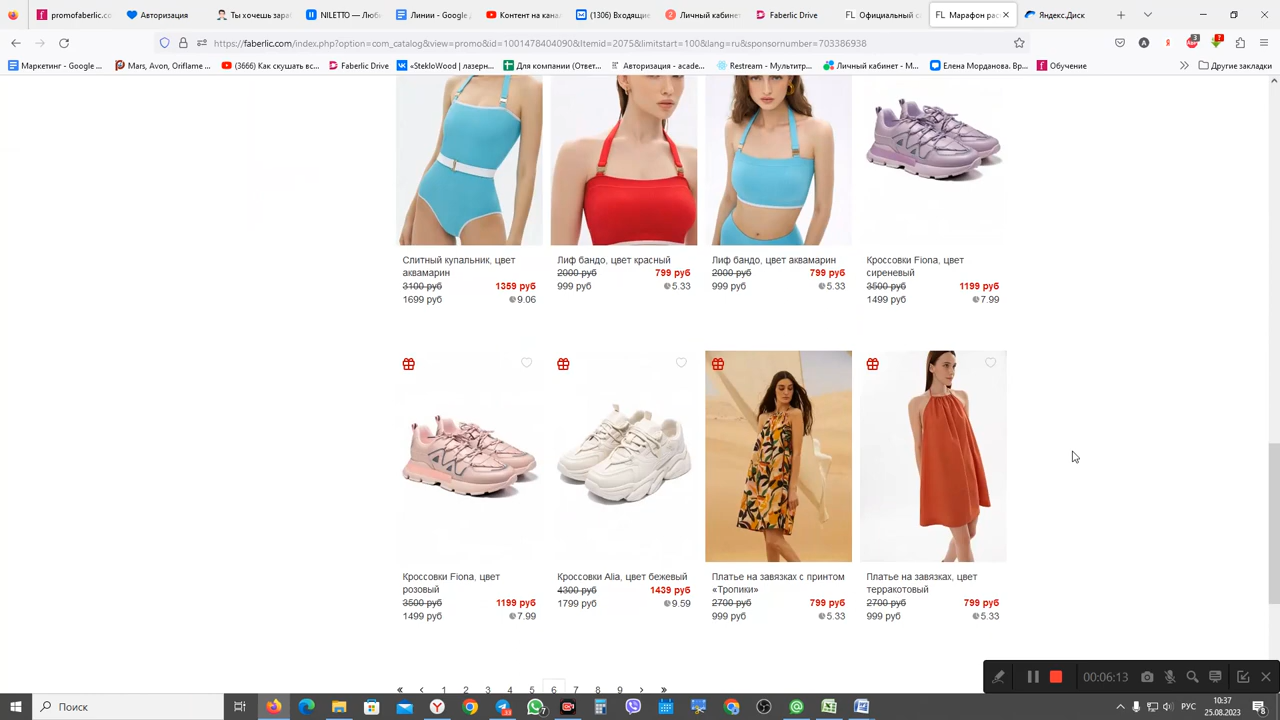 promofaberlic.co
Авторизация
Ты хочешь зара
NILETTO — Люб
Линии - Google
Контент на кана
(1306) Входящие
Личный кабинет
Faberlic Drive
FL Официальный с
FL Марафон рас
Яндекс.Диск
https://faberlic.com/index.php?option=com_catalog&view=promo&id=1001478404090&Itemid=2075&limitstart=100&lang=ru&sponsornumber=703386938
Маркетинг - Google ...
Mars, Avon, Oriflame ...
(3666) Как скушать вс...
Faberlic Drive
«StekloWood | лазерн...
Для компании (Ответ...
Авторизация - acade...
Restream - Мультитр...
Личный кабинет - M...
Елена Морданова. Вр...
Обучение
Другие закладки
Слитный купальник, цвет
аквамарин
3100 руб 1359 руб
1699 руб 9.06
Лиф бандо, цвет красный
2000 руб 799 руб
999 руб 5.33
Лиф бандо, цвет аквамарин
2000 руб 799 руб
999 руб 5.33
Кроссовки Fiona, цвет
сиреневый
3500 руб 1199 руб
1499 руб 7.99
Кроссовки Fiona, цвет
розовый
3500 руб 1199 руб
1499 руб 7.99
Кроссовки Alia, цвет бежевый
4300 руб 1439 руб
1799 руб 9.59
Платье на завязках с принтом
«Тропики»
2700 руб 799 руб
999 руб 5.33
Платье на завязках, цвет
терракотовый
2700 руб 799 руб
999 руб 5.33
« ‹ 1 2 3 4 5 6 7 8 9 › »
00:06:13
Поиск
РУС
10:37
25.08.2023